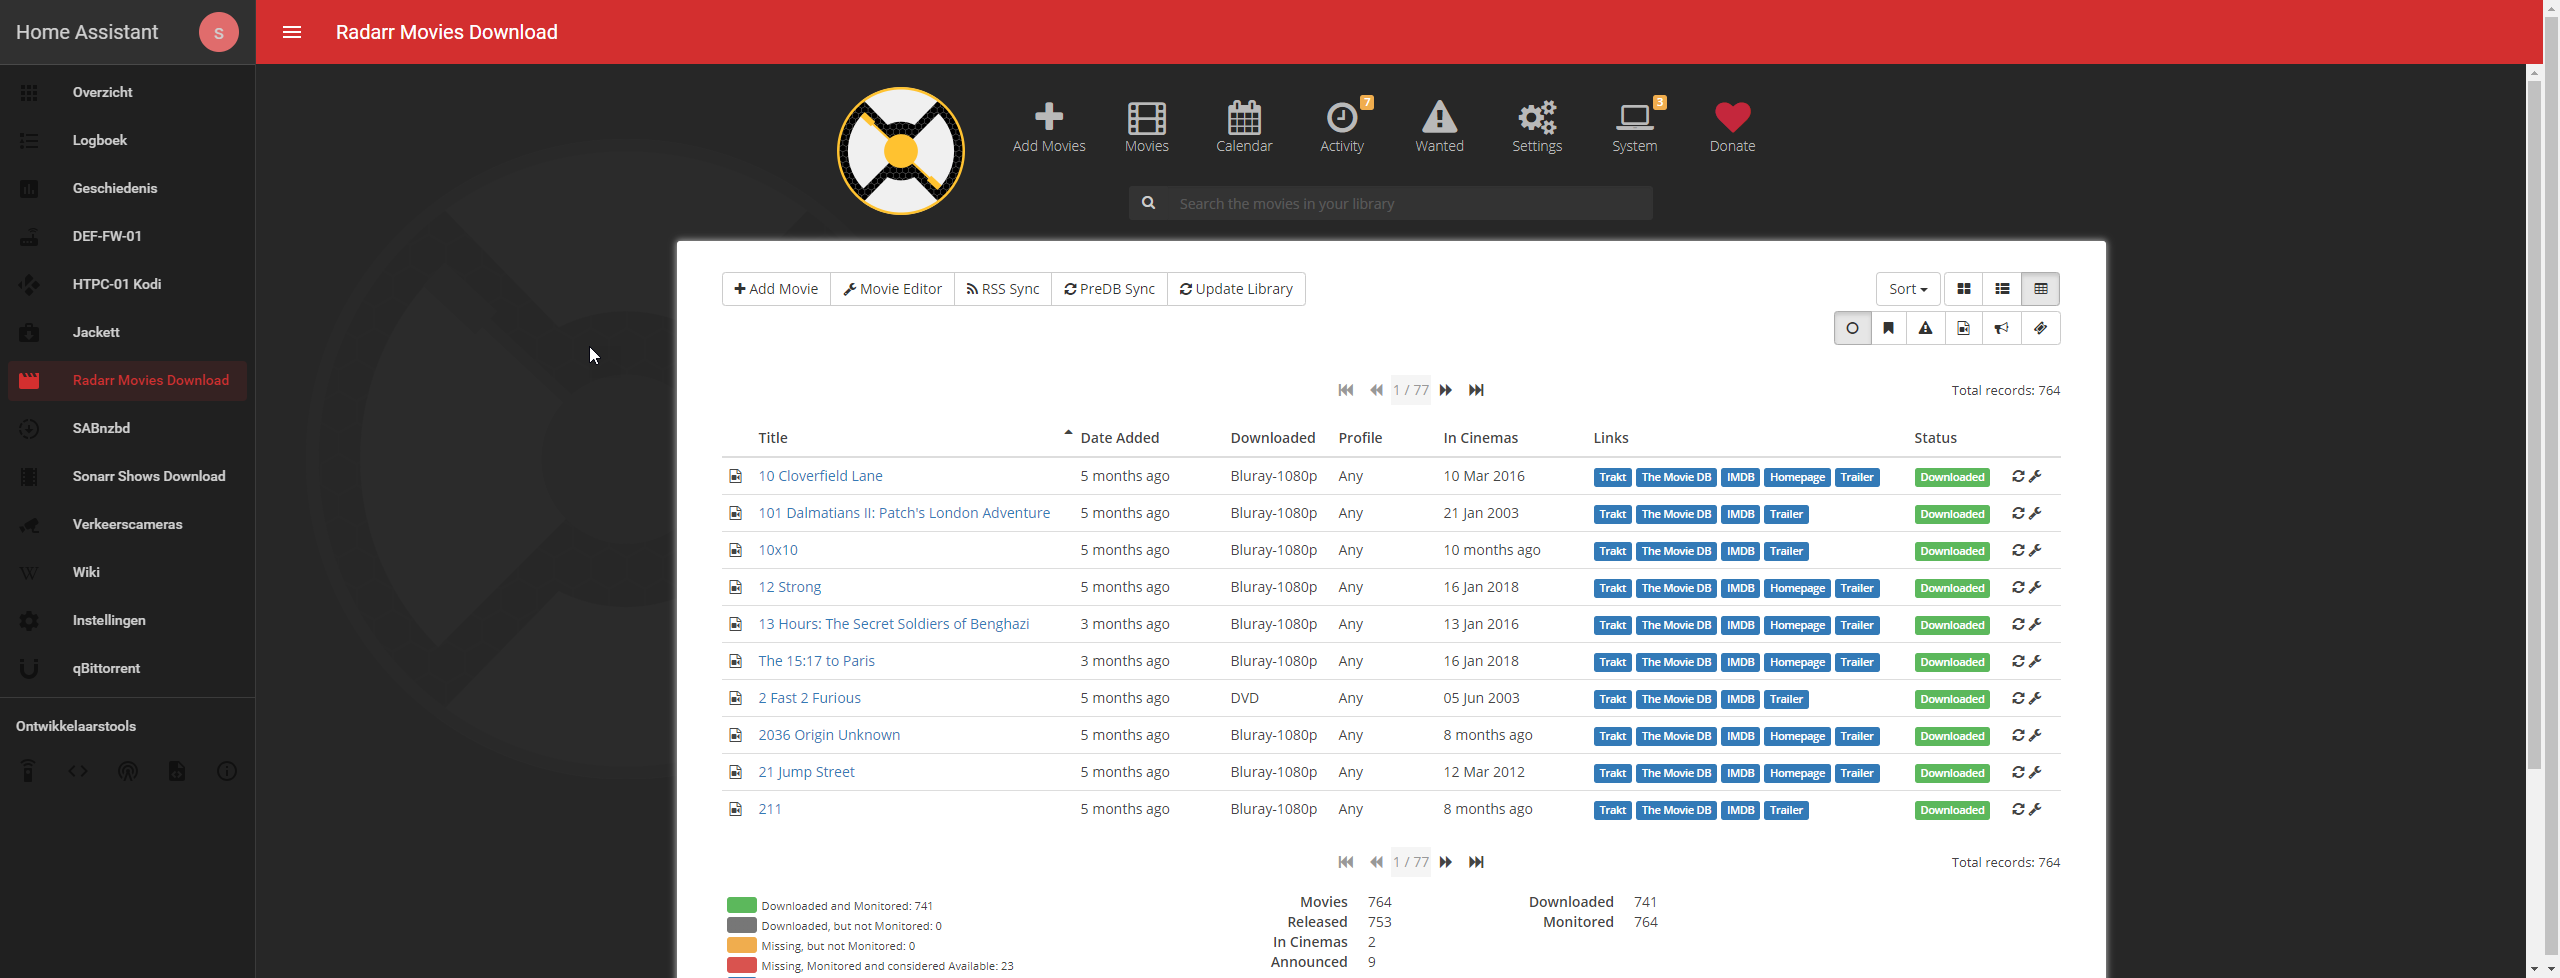 Home Assistant
S
Radarr Movies Download
Overzicht
Logboek
Geschiedenis
DEF-FW-01
HTPC-01 Kodi
Jackett
Radarr Movies Download
SABnzbd
Sonarr Shows Download
Verkeerscameras
Wiki
Instellingen
qBittorrent
Ontwikkelaarstools
Add Movies Movies Calendar Activity 7 Wanted Settings System 3 Donate
Search the movies in your library
Add Movie Movie Editor RSS Sync PreDB Sync Update Library Sort
1 / 77 Total records: 764
Title Date Added Downloaded Profile In Cinemas Links Status
10 Cloverfield Lane 5 months ago Bluray-1080p Any 10 Mar 2016 Trakt The Movie DB IMDB Homepage Trailer Downloaded
101 Dalmatians II: Patch's London Adventure 5 months ago Bluray-1080p Any 21 Jan 2003 Trakt The Movie DB IMDB Trailer Downloaded
10x10 5 months ago Bluray-1080p Any 10 months ago Trakt The Movie DB IMDB Trailer Downloaded
12 Strong 5 months ago Bluray-1080p Any 16 Jan 2018 Trakt The Movie DB IMDB Homepage Trailer Downloaded
13 Hours: The Secret Soldiers of Benghazi 3 months ago Bluray-1080p Any 13 Jan 2016 Trakt The Movie DB IMDB Homepage Trailer Downloaded
The 15:17 to Paris 3 months ago Bluray-1080p Any 16 Jan 2018 Trakt The Movie DB IMDB Homepage Trailer Downloaded
2 Fast 2 Furious 5 months ago DVD Any 05 Jun 2003 Trakt The Movie DB IMDB Trailer Downloaded
2036 Origin Unknown 5 months ago Bluray-1080p Any 8 months ago Trakt The Movie DB IMDB Homepage Trailer Downloaded
21 Jump Street 5 months ago Bluray-1080p Any 12 Mar 2012 Trakt The Movie DB IMDB Homepage Trailer Downloaded
211 5 months ago Bluray-1080p Any 8 months ago Trakt The Movie DB IMDB Trailer Downloaded
1 / 77 Total records: 764
Downloaded and Monitored: 741
Downloaded, but not Monitored: 0
Missing, but not Monitored: 0
Missing, Monitored and considered Available: 23
Movies 764
Released 753
In Cinemas 2
Announced 9
Downloaded 741
Monitored 764